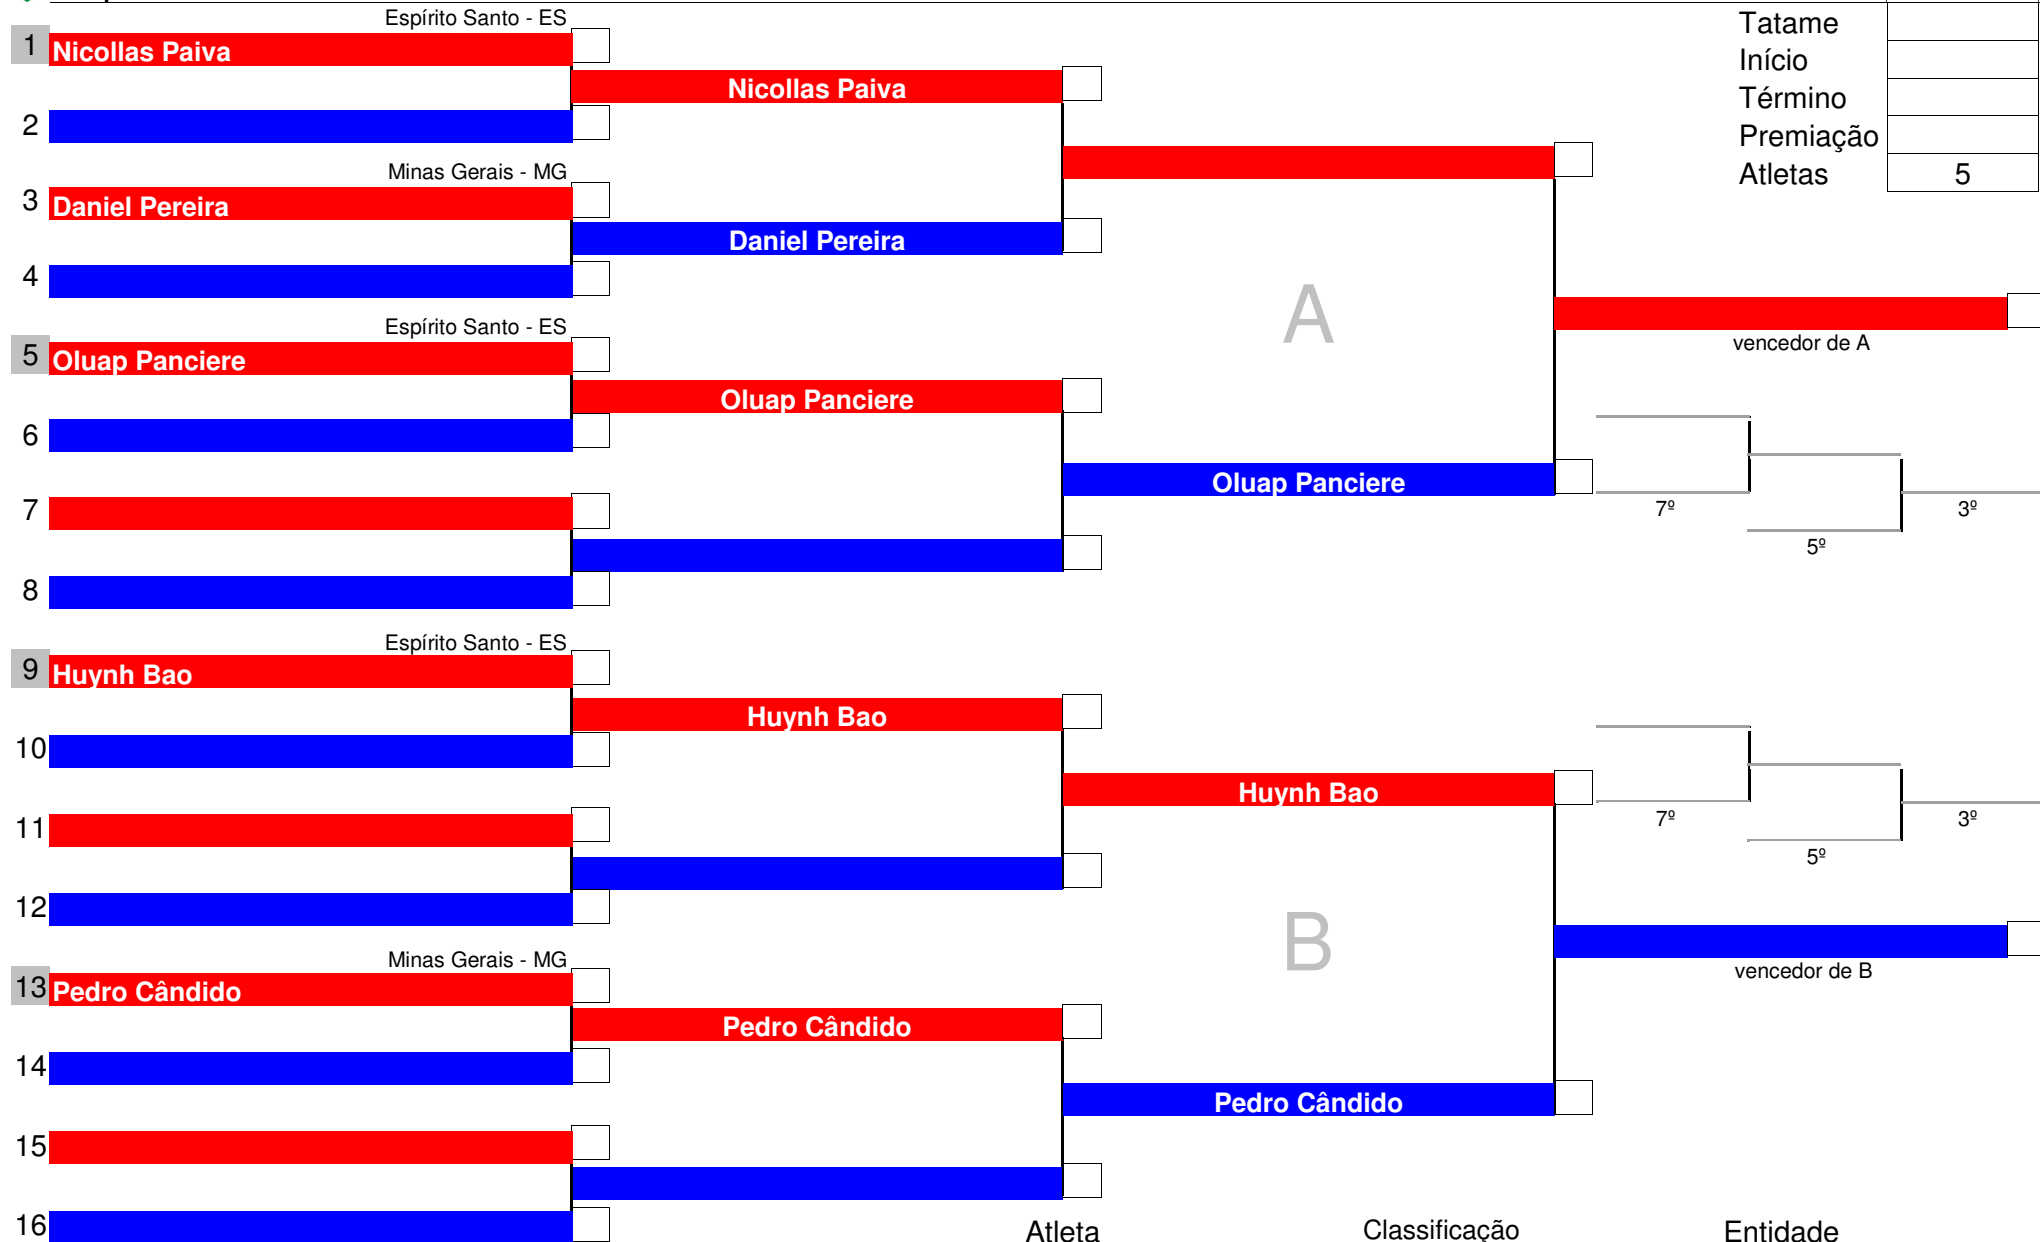 Espírito Santo - ES
1 Nicollas Paiva
Nicollas Paiva
2
Minas Gerais - MG
3 Daniel Pereira
Daniel Pereira
4
Espírito Santo - ES
5 Oluap Panciere
Oluap Panciere
6
Oluap Panciere
7
8
Espírito Santo - ES
9 Huynh Bao
Huynh Bao
10
Huynh Bao
11
12
Minas Gerais - MG
13 Pedro Cândido
Pedro Cândido
14
Pedro Cândido
15
16
A
B
Tatame
Início
Término
Premiação
Atletas 5
vencedor de A
7º
3º
5º
7º
3º
5º
vencedor de B
Atleta Classificação Entidade